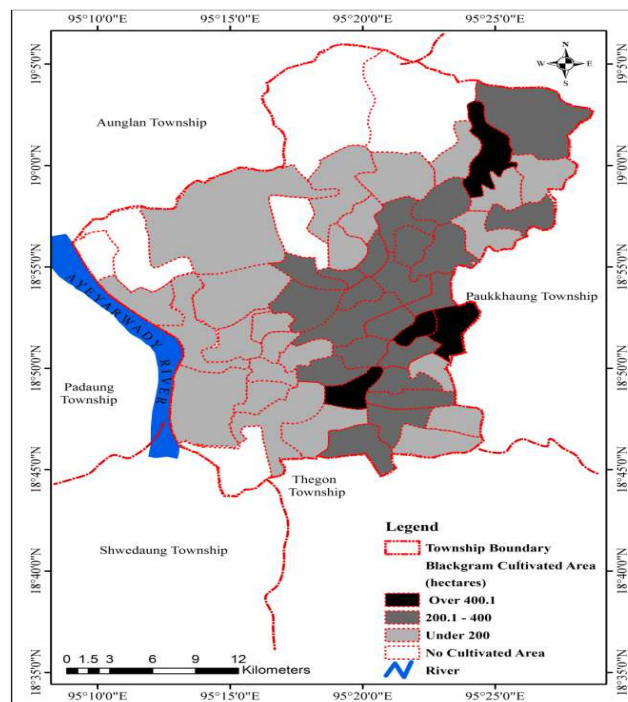 95°10'0"E 95°15'0"E 95°20'0"E 95°25'0"E
19°5'0"N
19°0'0"N
18°55'0"N
18°50'0"N
18°45'0"N
18°40'0"N
18°35'0"N
N
W E
S
Aunglan Township
Paukkhaung Township
AYEYARWADY RIVER
Padaung
Township
Thegon
Township
Shwedaung Township
Legend
Township Boundary
Blackgram Cultivated Area
(hectares)
Over 400.1
200.1 - 400
Under 200
No Cultivated Area
River
0 1.5 3 6 9 12
Kilometers
19°5'0"N
19°0'0"N
18°55'0"N
18°50'0"N
18°45'0"N
18°40'0"N
18°35'0"N
95°10'0"E 95°15'0"E 95°20'0"E 95°25'0"E